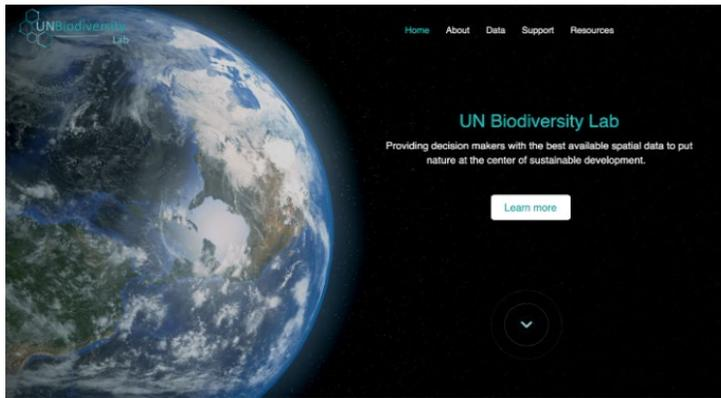 UNBiodiversity
Lab
Home About Data Support Resources
UN Biodiversity Lab
Providing decision makers with the best available spatial data to put
nature at the center of sustainable development.
Learn more